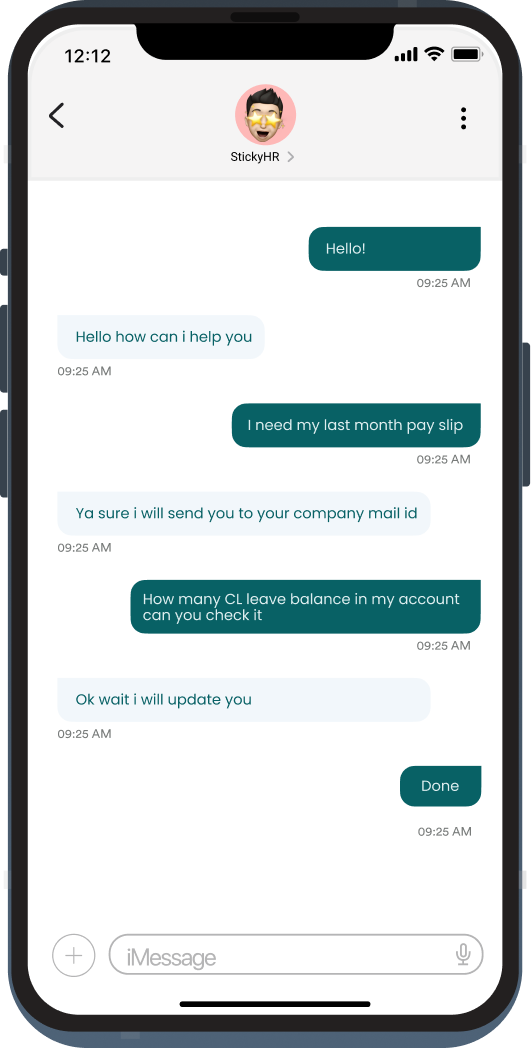 12:12
StickyHR
Hello!
09:25 AM
Hello how can i help you
09:25 AM
I need my last month pay slip
09:25 AM
Ya sure i will send you to your company mail id
09:25 AM
How many CL leave balance in my account
can you check it
09:25 AM
Ok wait i will update you
09:25 AM
Done
09:25 AM
iMessage